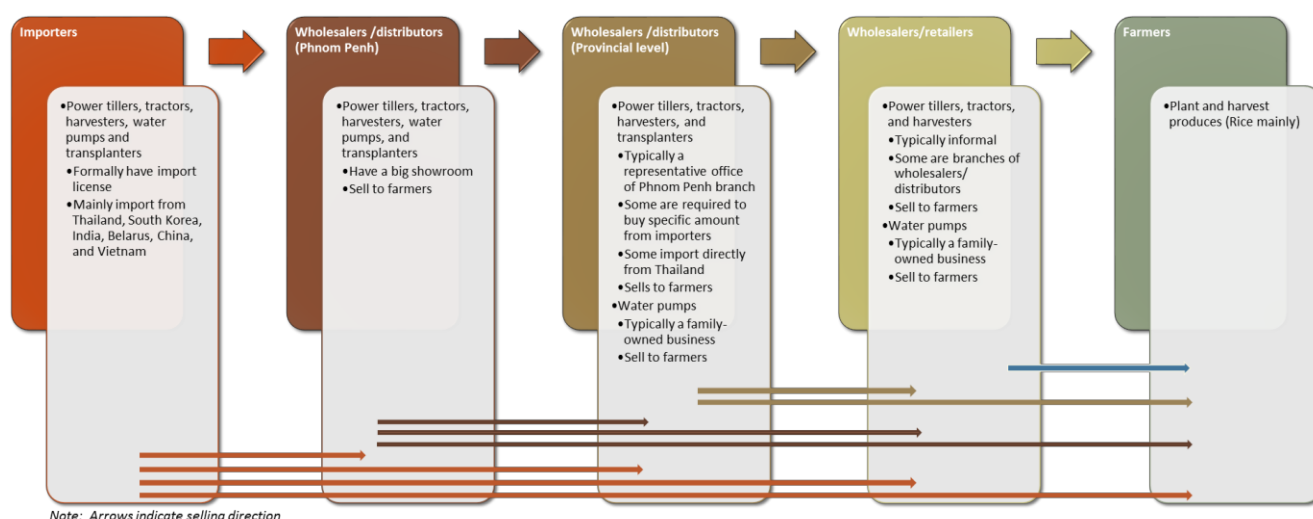 Importers
•Power tillers, tractors,
harvesters, water
pumps and
transplanters
•Formally have import
license
•Mainly import from
Thailand, South Korea,
India, Belarus, China,
and Vietnam
Wholesalers /distributors
(Phnom Penh)
•Power tillers, tractors,
harvesters, water
pumps, and
transplanters
•Have a big showroom
•Sell to farmers
Wholesalers /distributors
(Provincial level)
•Power tillers, tractors,
harvesters, and
transplanters
•Typically a
representative office
of Phnom Penh branch
•Some are required to
buy specific amount
from importers
•Some import directly
from Thailand
•Sells to farmers
•Water pumps
•Typically a family-
owned business
•Sell to farmers
Wholesalers/retailers
•Power tillers, tractors,
and harvesters
•Typically informal
•Some are branches of
wholesalers/
distributors
•Sell to farmers
•Water pumps
•Typically a family-
owned business
•Sell to farmers
Farmers
•Plant and harvest
produces (Rice mainly)
Note: Arrows indicate selling direction